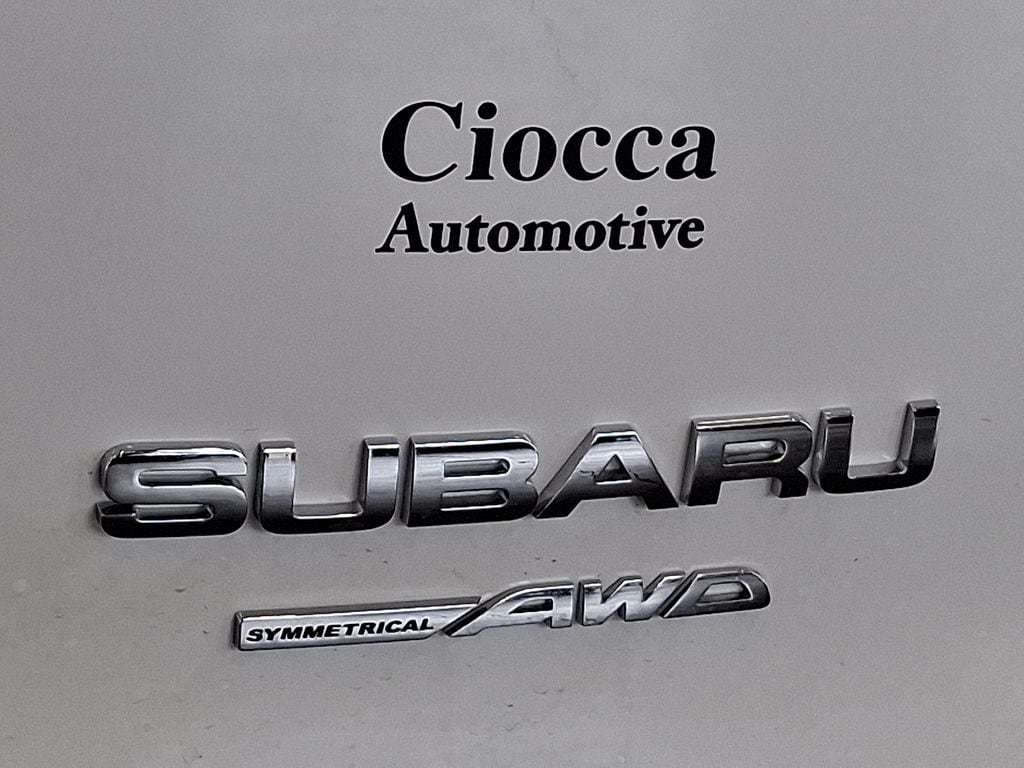 Ciocca
Automotive
SUBARU
SYMMETRICAL AWD